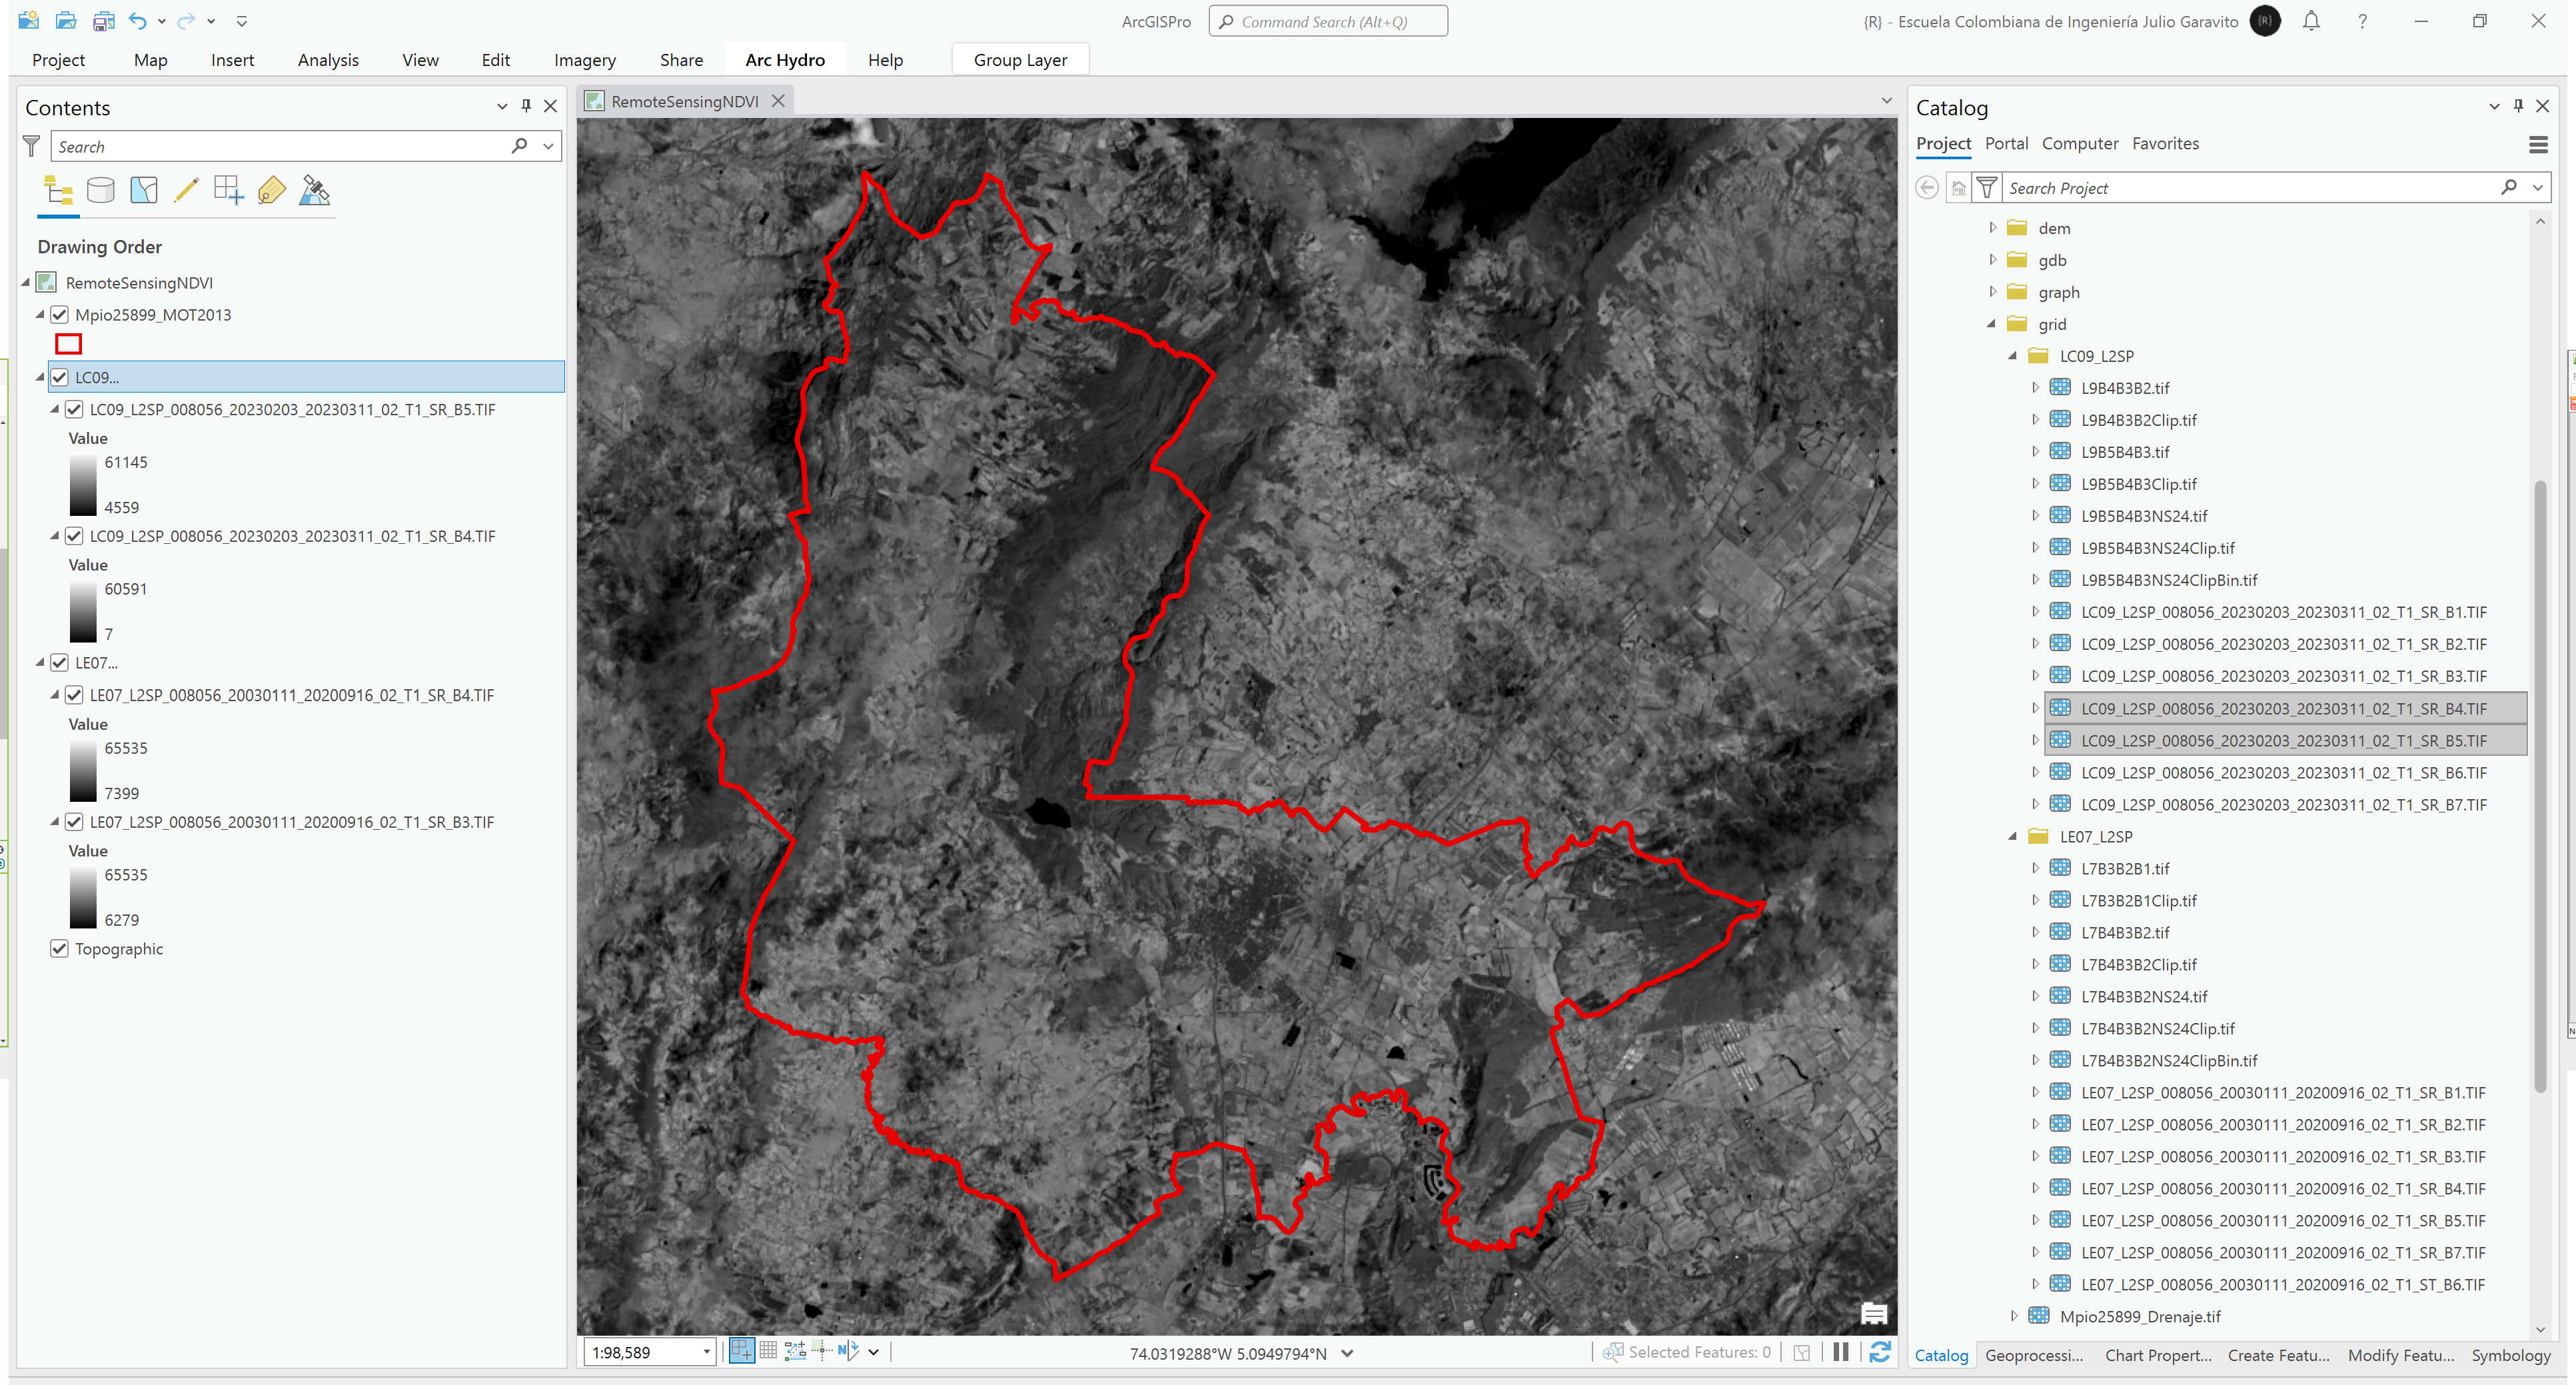 ArcGISPro
Command Search (Alt+Q)
{R} - Escuela Colombiana de Ingeniería Julio Garavito
{R}
?
Project
Map
Insert
Analysis
View
Edit
Imagery
Share
Arc Hydro
Help
Group Layer
Contents
Search
Drawing Order
RemoteSensingNDVI
Mpio25899_MOT2013
LC09...
LC09_L2SP_008056_20230203_20230311_02_T1_SR_B5.TIF
Value
61145
4559
LC09_L2SP_008056_20230203_20230311_02_T1_SR_B4.TIF
Value
60591
7
LE07...
LE07_L2SP_008056_20030111_20200916_02_T1_SR_B4.TIF
Value
65535
7399
LE07_L2SP_008056_20030111_20200916_02_T1_SR_B3.TIF
Value
65535
6279
Topographic
RemoteSensingNDVI
1:98,589
74.0319288°W 5.0949794°N
Selected Features: 0
Catalog
Project
Portal
Computer
Favorites
Search Project
dem
gdb
graph
grid
LC09_L2SP
L9B4B3B2.tif
L9B4B3B2Clip.tif
L9B5B4B3.tif
L9B5B4B3Clip.tif
L9B5B4B3NS24.tif
L9B5B4B3NS24Clip.tif
L9B5B4B3NS24ClipBin.tif
LC09_L2SP_008056_20230203_20230311_02_T1_SR_B1.TIF
LC09_L2SP_008056_20230203_20230311_02_T1_SR_B2.TIF
LC09_L2SP_008056_20230203_20230311_02_T1_SR_B3.TIF
LC09_L2SP_008056_20230203_20230311_02_T1_SR_B4.TIF
LC09_L2SP_008056_20230203_20230311_02_T1_SR_B5.TIF
LC09_L2SP_008056_20230203_20230311_02_T1_SR_B6.TIF
LC09_L2SP_008056_20230203_20230311_02_T1_SR_B7.TIF
LE07_L2SP
L7B3B2B1.tif
L7B3B2B1Clip.tif
L7B4B3B2.tif
L7B4B3B2Clip.tif
L7B4B3B2NS24.tif
L7B4B3B2NS24Clip.tif
L7B4B3B2NS24ClipBin.tif
LE07_L2SP_008056_20030111_20200916_02_T1_SR_B1.TIF
LE07_L2SP_008056_20030111_20200916_02_T1_SR_B2.TIF
LE07_L2SP_008056_20030111_20200916_02_T1_SR_B3.TIF
LE07_L2SP_008056_20030111_20200916_02_T1_SR_B4.TIF
LE07_L2SP_008056_20030111_20200916_02_T1_SR_B5.TIF
LE07_L2SP_008056_20030111_20200916_02_T1_SR_B7.TIF
LE07_L2SP_008056_20030111_20200916_02_T1_ST_B6.TIF
Mpio25899_Drenaje.tif
Catalog
Geoprocessi...
Chart Propert...
Create Featu...
Modify Featu...
Symbology